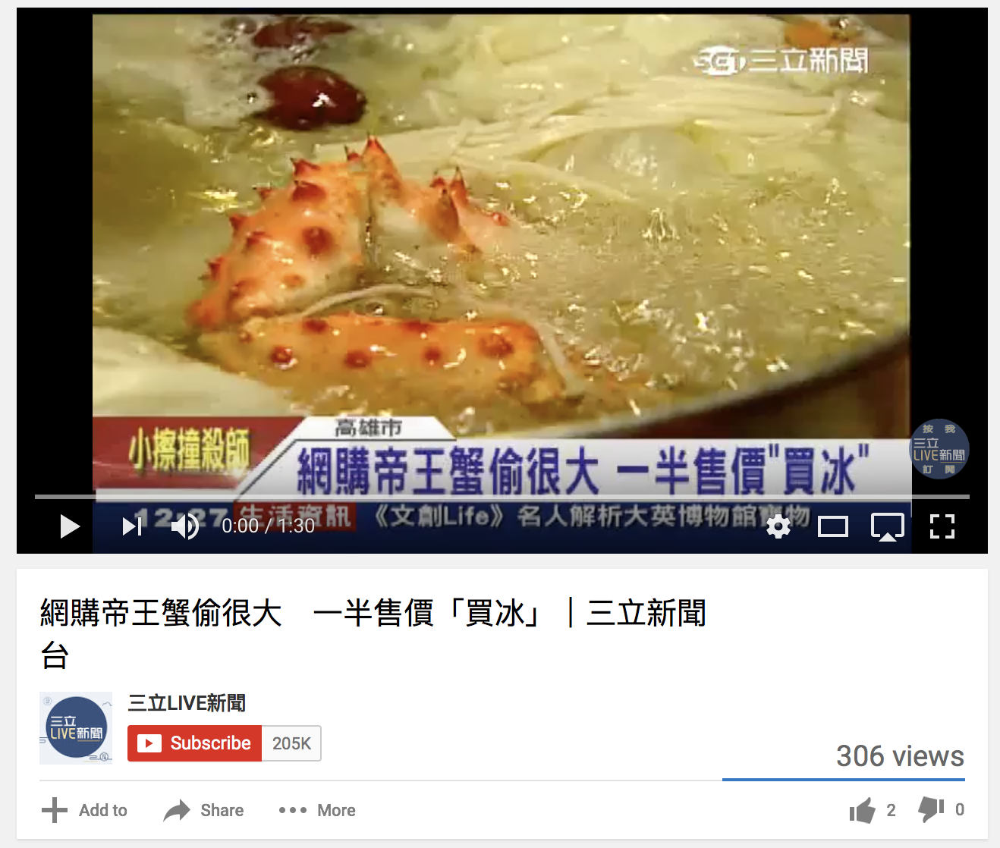 三立新聞
高雄市
小擦撞殺師
網購帝王蟹偷很大 一半售價"買冰"
按 我
三立
LIVE新聞
訂 閱
12:27 生活資訊 《文創Life》名人解析大英博物館寶物
0:00 / 1:30
網購帝王蟹偷很大　一半售價「買冰」｜三立新聞
台
三立LIVE新聞
三立
LIVE新聞
Subscribe 205K
306 views
Add to Share More 2 0